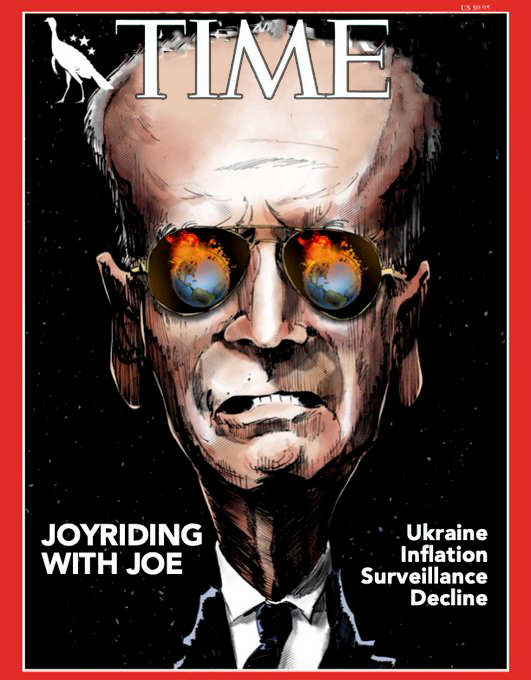 TIME
JOYRIDING
WITH JOE
Ukraine
Inflation
Surveillance
Decline